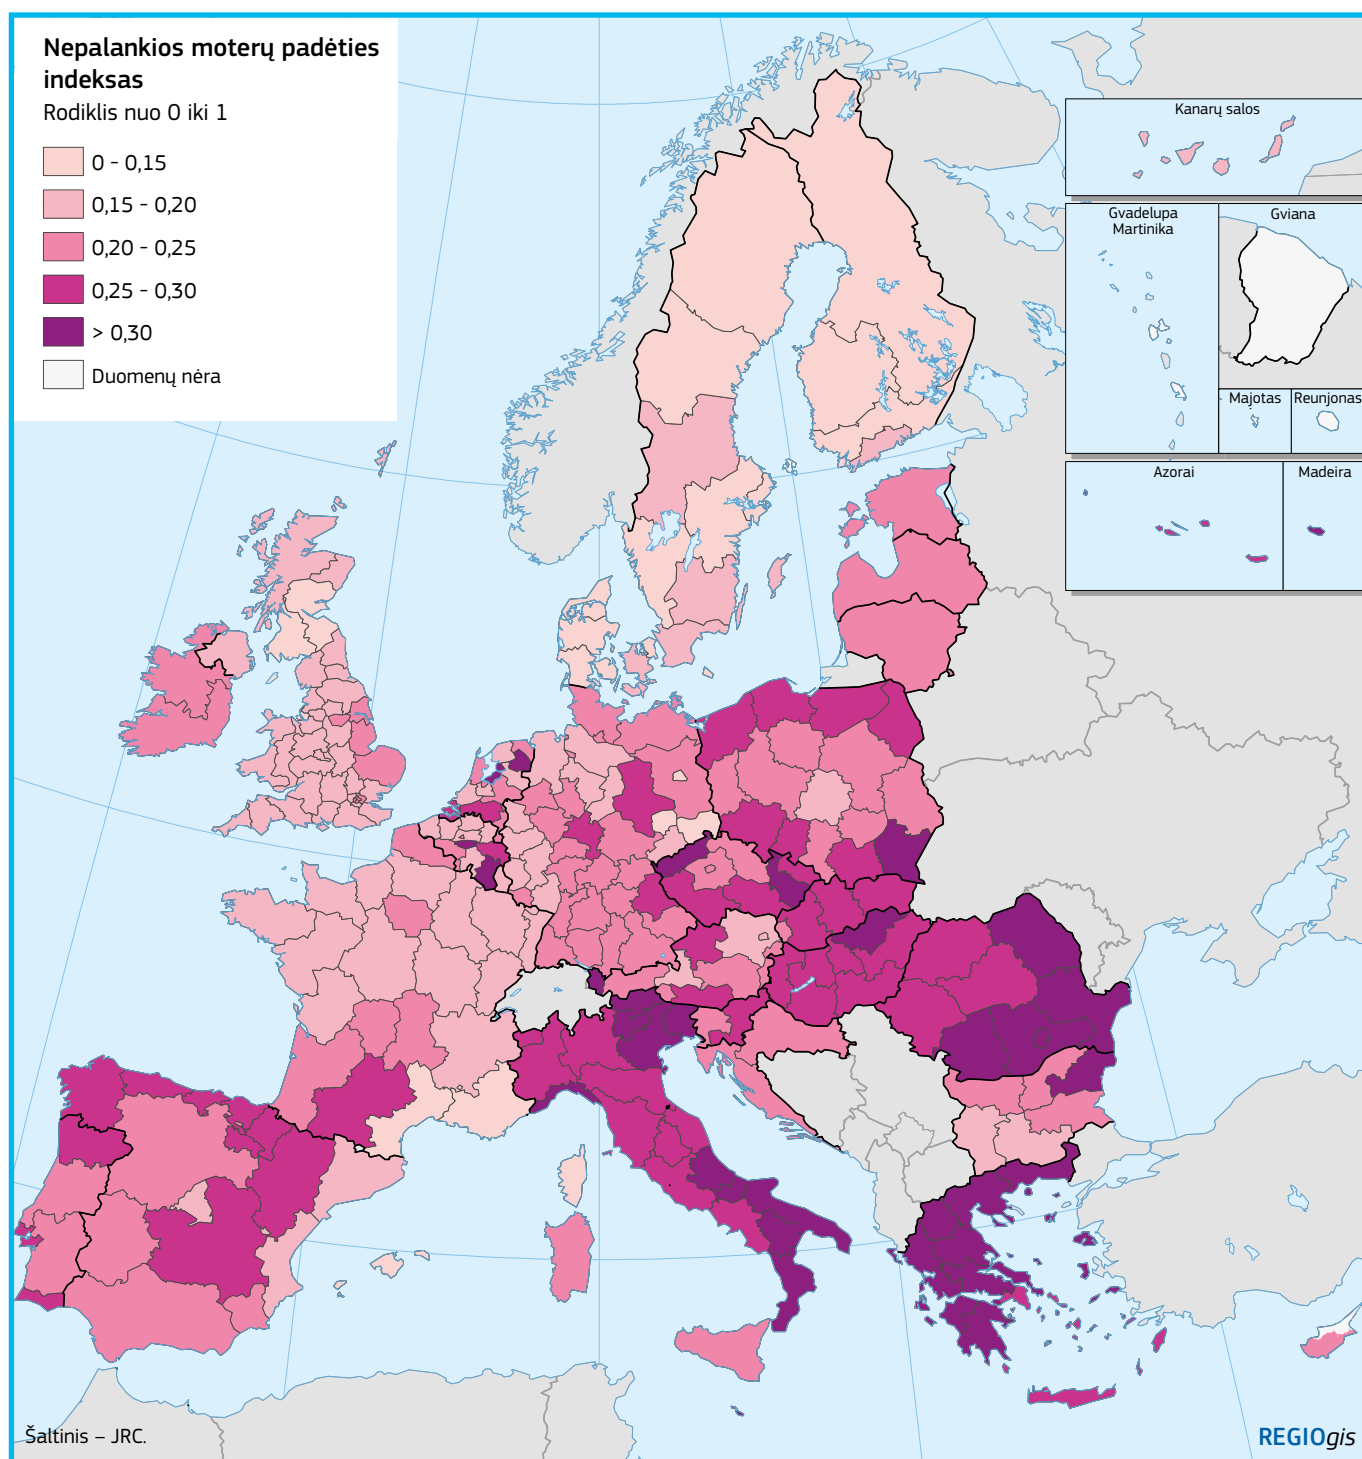 Nepalankios moterų padėties
indeksas
Rodiklis nuo 0 iki 1
0 - 0,15
0,15 - 0,20
0,20 - 0,25
0,25 - 0,30
> 0,30
Duomenų nėra
Kanarų salos
Gvadelupa
Martinika
Gviana
Majotas
Reunjonas
Azorai
Madeira
Šaltinis – JRC.
REGIOgis